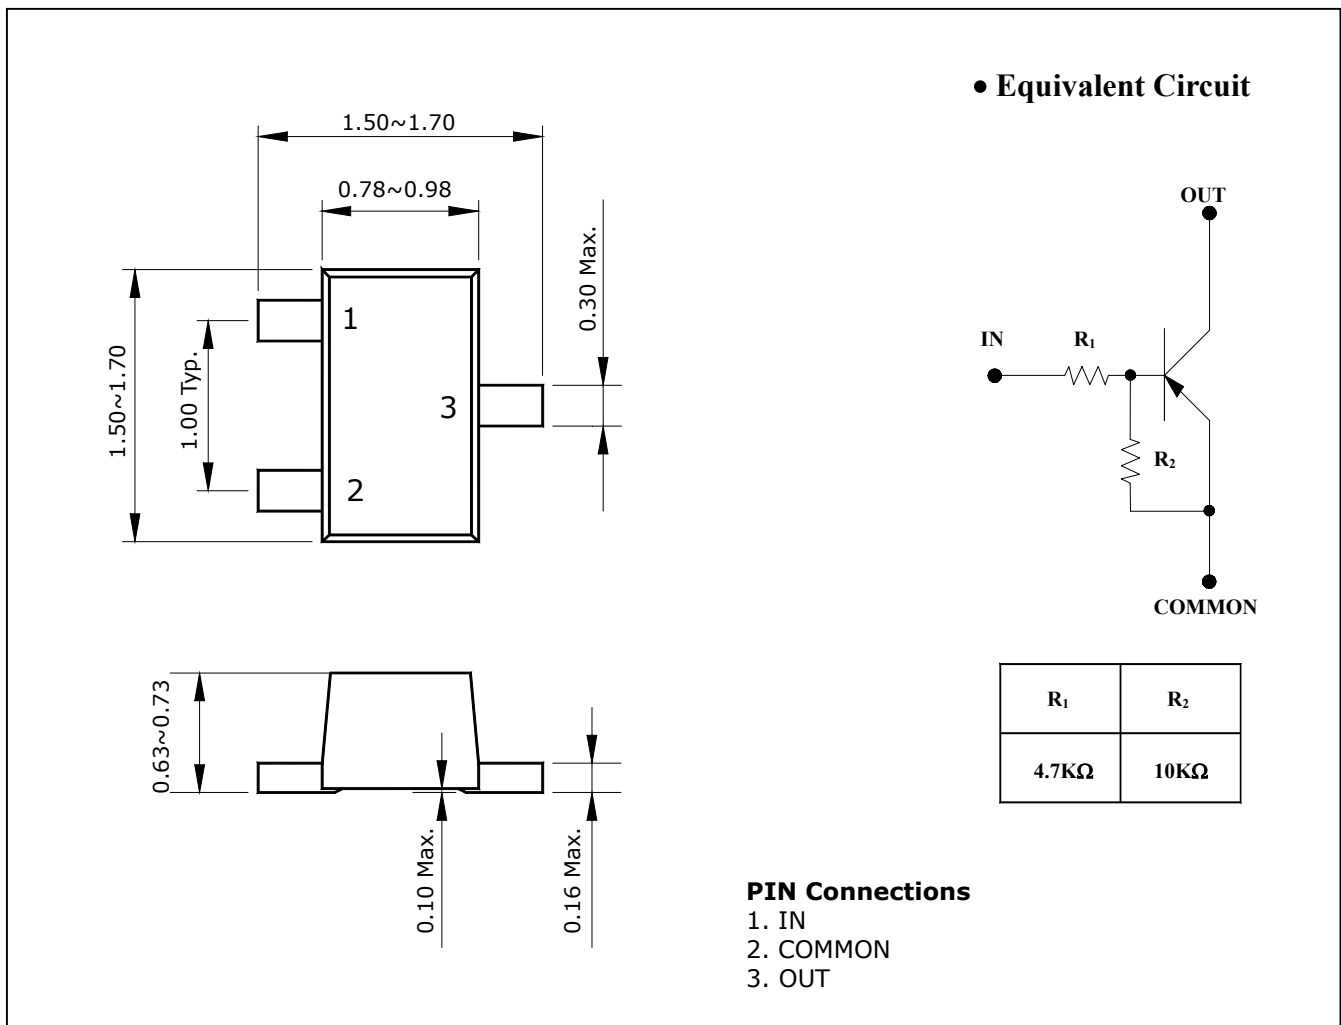 • Equivalent Circuit
1.50~1.70
0.78~0.98
0.30 Max.
1.50~1.70
1.00 Typ.
1
2
3
OUT
IN
R₁
R₂
COMMON
0.63~0.73
0.10 Max.
0.16 Max.
R₁ R₂
4.7KΩ 10KΩ
PIN Connections
1. IN
2. COMMON
3. OUT